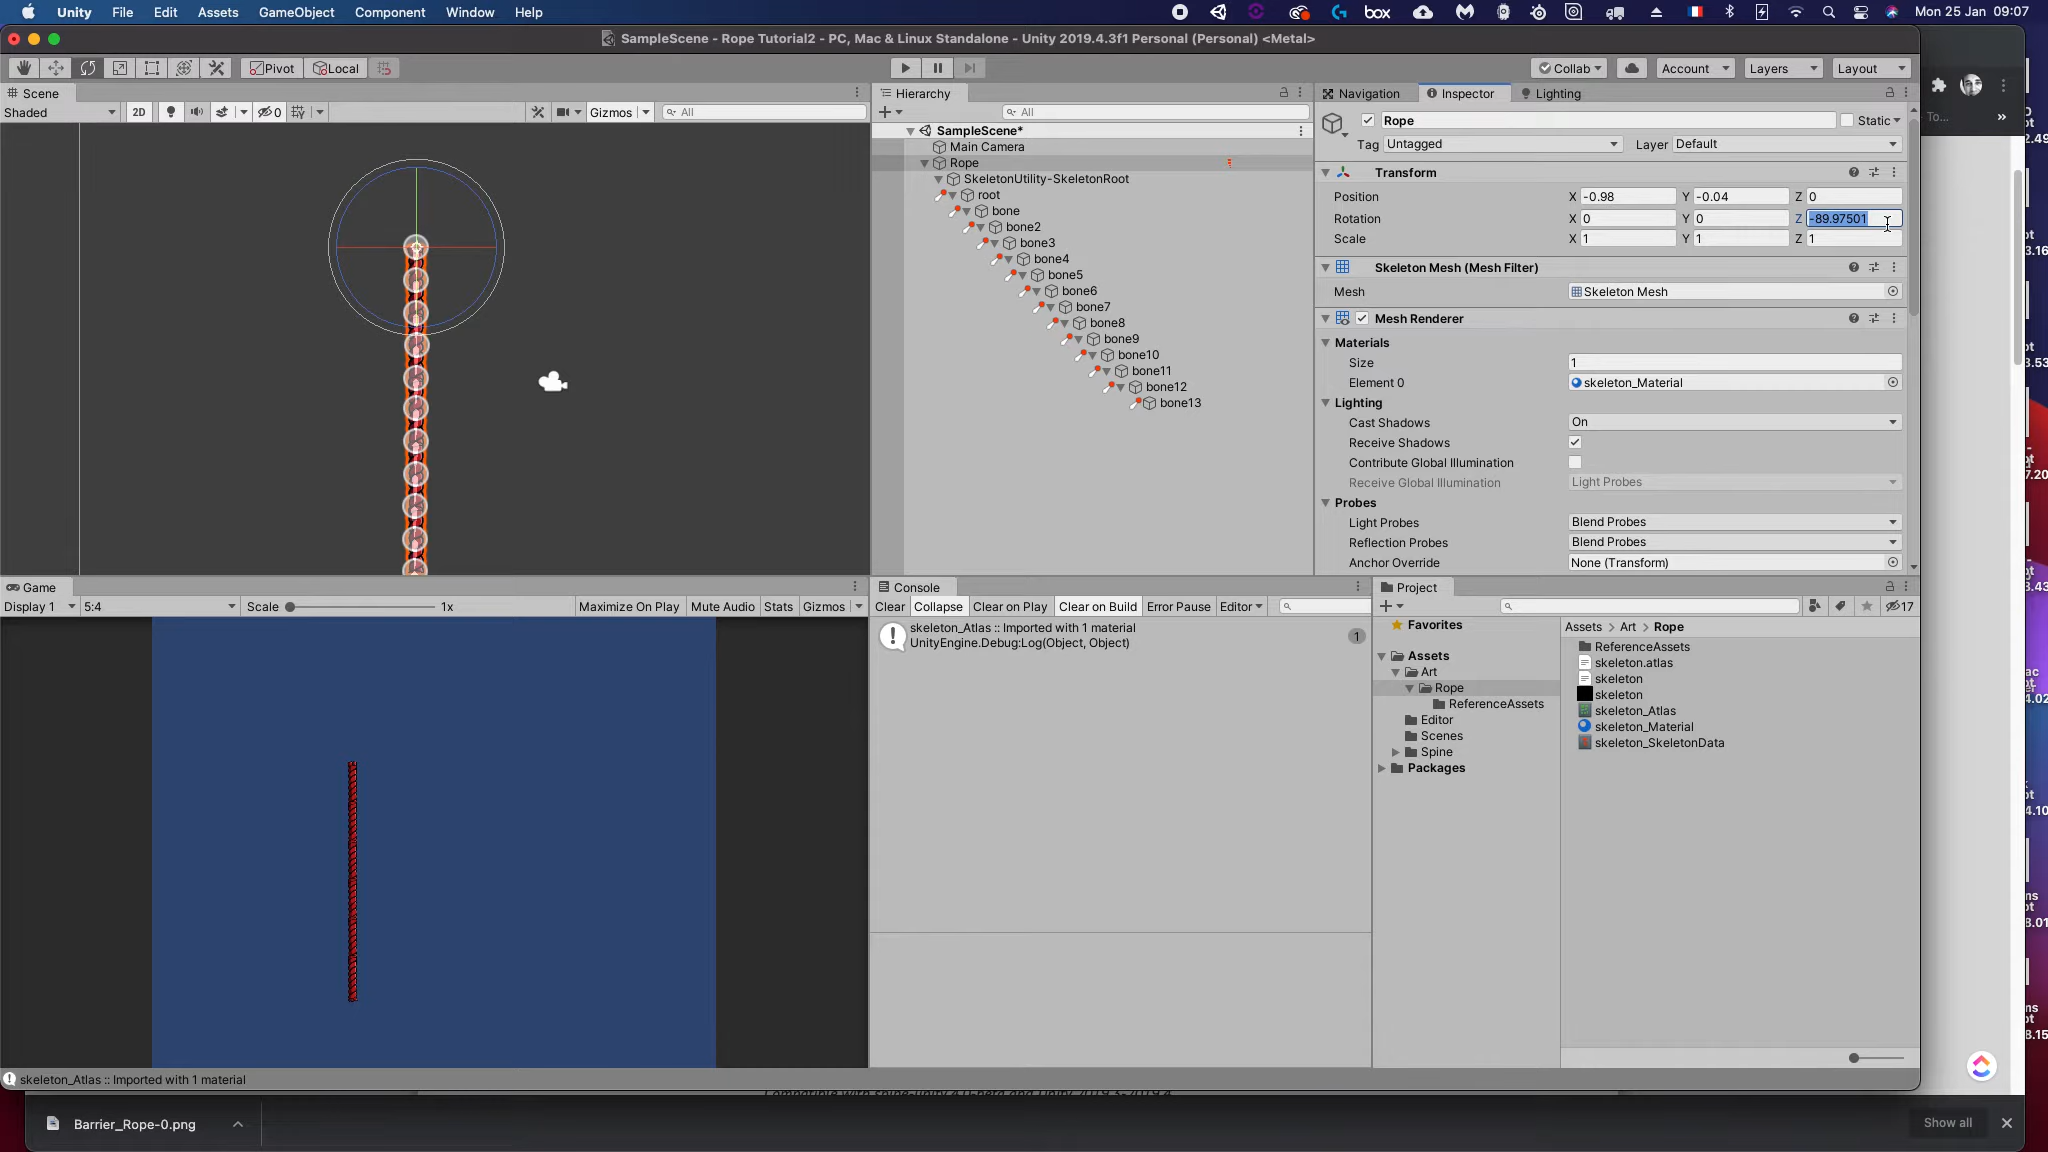 Unity File Edit Assets GameObject Component Window Help
box
Mon 25 Jan 09:07
SampleScene - Rope Tutorial2 - PC, Mac & Linux Standalone - Unity 2019.4.3f1 Personal (Personal) <Metal>
Pivot Local
Collab Account Layers Layout
Scene
Hierarchy
Navigation Inspector Lighting
Shaded 2D 0 Gizmos All
All
Rope Static
To...
SampleScene*
Main Camera
Rope
SkeletonUtility-SkeletonRoot
root
bone
bone2
bone3
bone4
bone5
bone6
bone7
bone8
bone9
bone10
bone11
bone12
bone13
Tag Untagged Layer Default
Transform
Position X -0.98 Y -0.04 Z 0
Rotation X 0 Y 0 Z -89.97501
Scale X 1 Y 1 Z 1
Skeleton Mesh (Mesh Filter)
Mesh Skeleton Mesh
Mesh Renderer
Materials
Size 1
Element 0 skeleton_Material
Lighting
Cast Shadows On
Receive Shadows
Contribute Global Illumination
Receive Global Illumination Light Probes
Probes
Light Probes Blend Probes
Reflection Probes Blend Probes
Anchor Override None (Transform)
Game
Display 1 5:4 Scale 1x Maximize On Play Mute Audio Stats Gizmos
Console
Clear Collapse Clear on Play Clear on Build Error Pause Editor
skeleton_Atlas :: Imported with 1 material
UnityEngine.Debug:Log(Object, Object)
1
Project
17
Favorites
Assets
Art
Rope
ReferenceAssets
Editor
Scenes
Spine
Packages
Assets > Art > Rope
ReferenceAssets
skeleton.atlas
skeleton
skeleton
skeleton_Atlas
skeleton_Material
skeleton_SkeletonData
skeleton_Atlas :: Imported with 1 material
Barrier_Rope-0.png
Show all